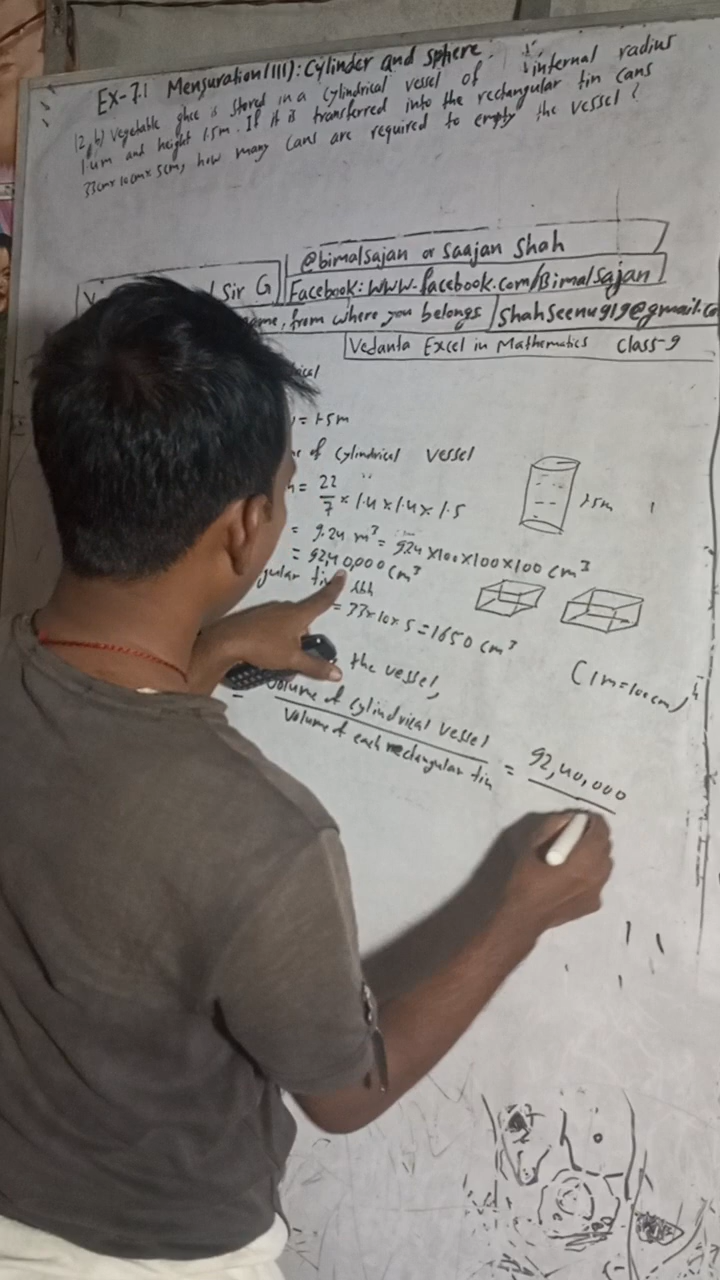 EX-7.1 Mensuration (III): Cylinder and sphere
12. b) Vegetable ghee is stored in a cylindrical vessel of internal radius
1.4m and height 1.5m. If it is transferred into the rectangular tin cans
33cm x 10cm x 5cm, how many cans are required to empty the vessel?
@bimalsajan or Saajan Shah
Sir G
Facebook: www.facebook.com/Bimalsajan
from where you belongs
shahseenu919@gmail.co
Vedanta Excel in Mathematics Class-9
= 1.5m
of cylindrical vessel
= 22/7 × 1.4 × 1.4 × 1.5
1.5m
= 9.24 m³ = 9.24 × 100 × 100 × 100 cm³
= 92,40,000 cm³
gular tin lbh
= 33 × 10 × 5 = 1650 cm³
(1m = 100cm)
the vessel,
= Volume of cylindrical vessel / Volume of each rectangular tin = 92,40,000